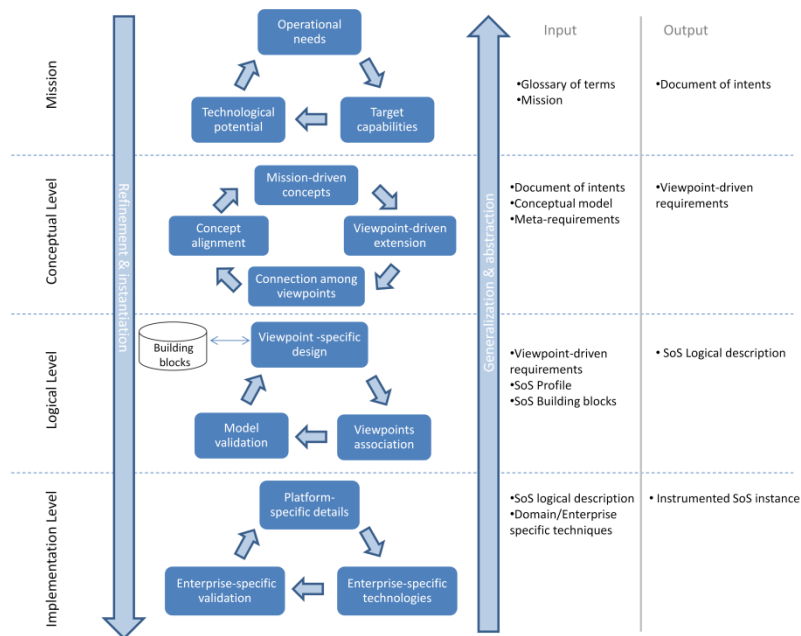 Input
Output
Mission
Operational
needs
Technological
potential
Target
capabilities
•Glossary of terms
•Mission
•Document of intents
Refinement & instantiation
Generalization & abstraction
Conceptual Level
Mission-driven
concepts
Concept
alignment
Viewpoint-driven
extension
Connection among
viewpoints
•Document of intents
•Conceptual model
•Meta-requirements
•Viewpoint-driven
requirements
Logical Level
Building
blocks
Viewpoint -specific
design
Model
validation
Viewpoints
association
•Viewpoint-driven
requirements
•SoS Profile
•SoS Building blocks
• SoS Logical description
Implementation Level
Platform-
specific details
Enterprise-specific
validation
Enterprise-specific
technologies
•SoS logical description
•Domain/Enterprise
specific techniques
• Instrumented SoS instance